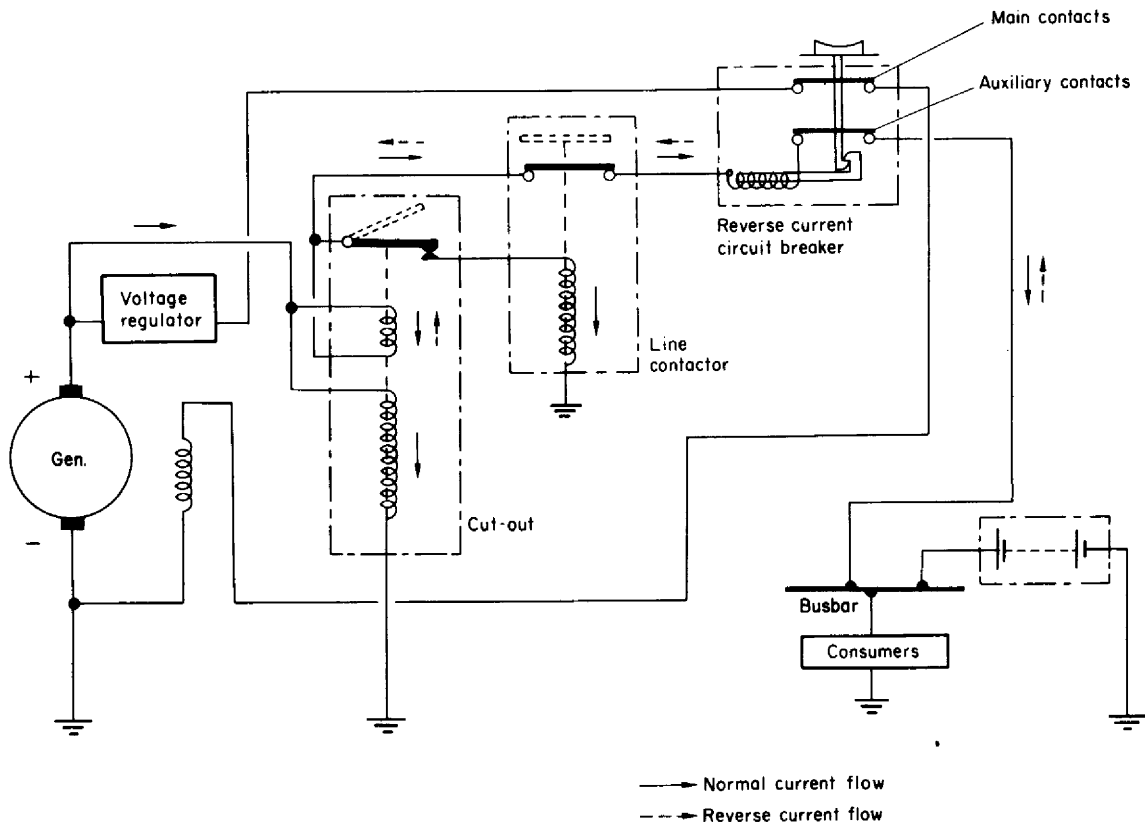 Main contacts
Auxiliary contacts
Reverse current
circuit breaker
Voltage
regulator
Line
contactor
+
Gen.
–
Cut-out
Busbar
Consumers
Normal current flow
Reverse current flow